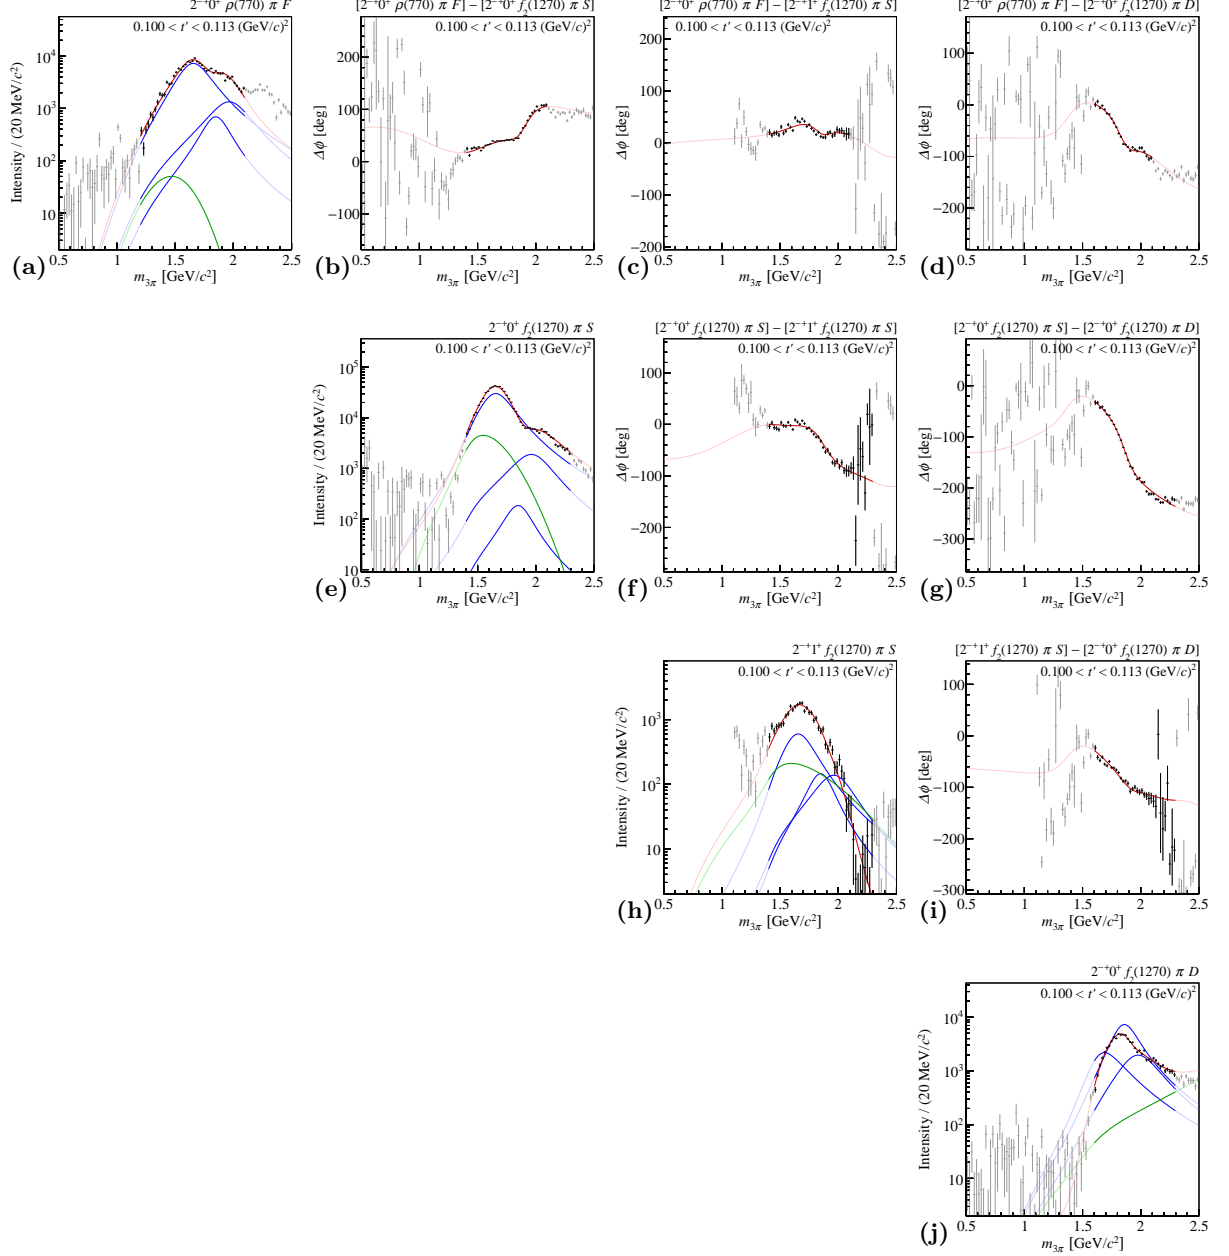 2⁻⁺0⁺ ρ(770) π F
0.100 < t′ < 0.113 (GeV/c)²
Intensity / (20 MeV/c²)
10⁴
10³
10²
10
0.5 1 1.5 2 2.5
m₃π [GeV/c²]
(a)
[2⁻⁺0⁺ ρ(770) π F] − [2⁻⁺0⁺ f₂(1270) π S]
0.100 < t′ < 0.113 (GeV/c)²
Δϕ [deg]
200
100
0
−100
0.5 1 1.5 2 2.5
m₃π [GeV/c²]
(b)
[2⁻⁺0⁺ ρ(770) π F] − [2⁻⁺1⁺ f₂(1270) π S]
0.100 < t′ < 0.113 (GeV/c)²
Δϕ [deg]
200
100
0
−100
−200
0.5 1 1.5 2 2.5
m₃π [GeV/c²]
(c)
[2⁻⁺0⁺ ρ(770) π F] − [2⁻⁺0⁺ f₂(1270) π D]
0.100 < t′ < 0.113 (GeV/c)²
Δϕ [deg]
100
0
−100
−200
0.5 1 1.5 2 2.5
m₃π [GeV/c²]
(d)
2⁻⁺0⁺ f₂(1270) π S
0.100 < t′ < 0.113 (GeV/c)²
Intensity / (20 MeV/c²)
10⁵
10⁴
10³
10²
10
0.5 1 1.5 2 2.5
m₃π [GeV/c²]
(e)
[2⁻⁺0⁺ f₂(1270) π S] − [2⁻⁺1⁺ f₂(1270) π S]
0.100 < t′ < 0.113 (GeV/c)²
Δϕ [deg]
100
0
−100
−200
0.5 1 1.5 2 2.5
m₃π [GeV/c²]
(f)
[2⁻⁺0⁺ f₂(1270) π S] − [2⁻⁺0⁺ f₂(1270) π D]
0.100 < t′ < 0.113 (GeV/c)²
Δϕ [deg]
0
−100
−200
−300
0.5 1 1.5 2 2.5
m₃π [GeV/c²]
(g)
2⁻⁺1⁺ f₂(1270) π S
0.100 < t′ < 0.113 (GeV/c)²
Intensity / (20 MeV/c²)
10³
10²
10
0.5 1 1.5 2 2.5
m₃π [GeV/c²]
(h)
[2⁻⁺1⁺ f₂(1270) π S] − [2⁻⁺0⁺ f₂(1270) π D]
0.100 < t′ < 0.113 (GeV/c)²
Δϕ [deg]
100
0
−100
−200
−300
0.5 1 1.5 2 2.5
m₃π [GeV/c²]
(i)
2⁻⁺0⁺ f₂(1270) π D
0.100 < t′ < 0.113 (GeV/c)²
Intensity / (20 MeV/c²)
10⁴
10³
10²
10
0.5 1 1.5 2 2.5
m₃π [GeV/c²]
(j)